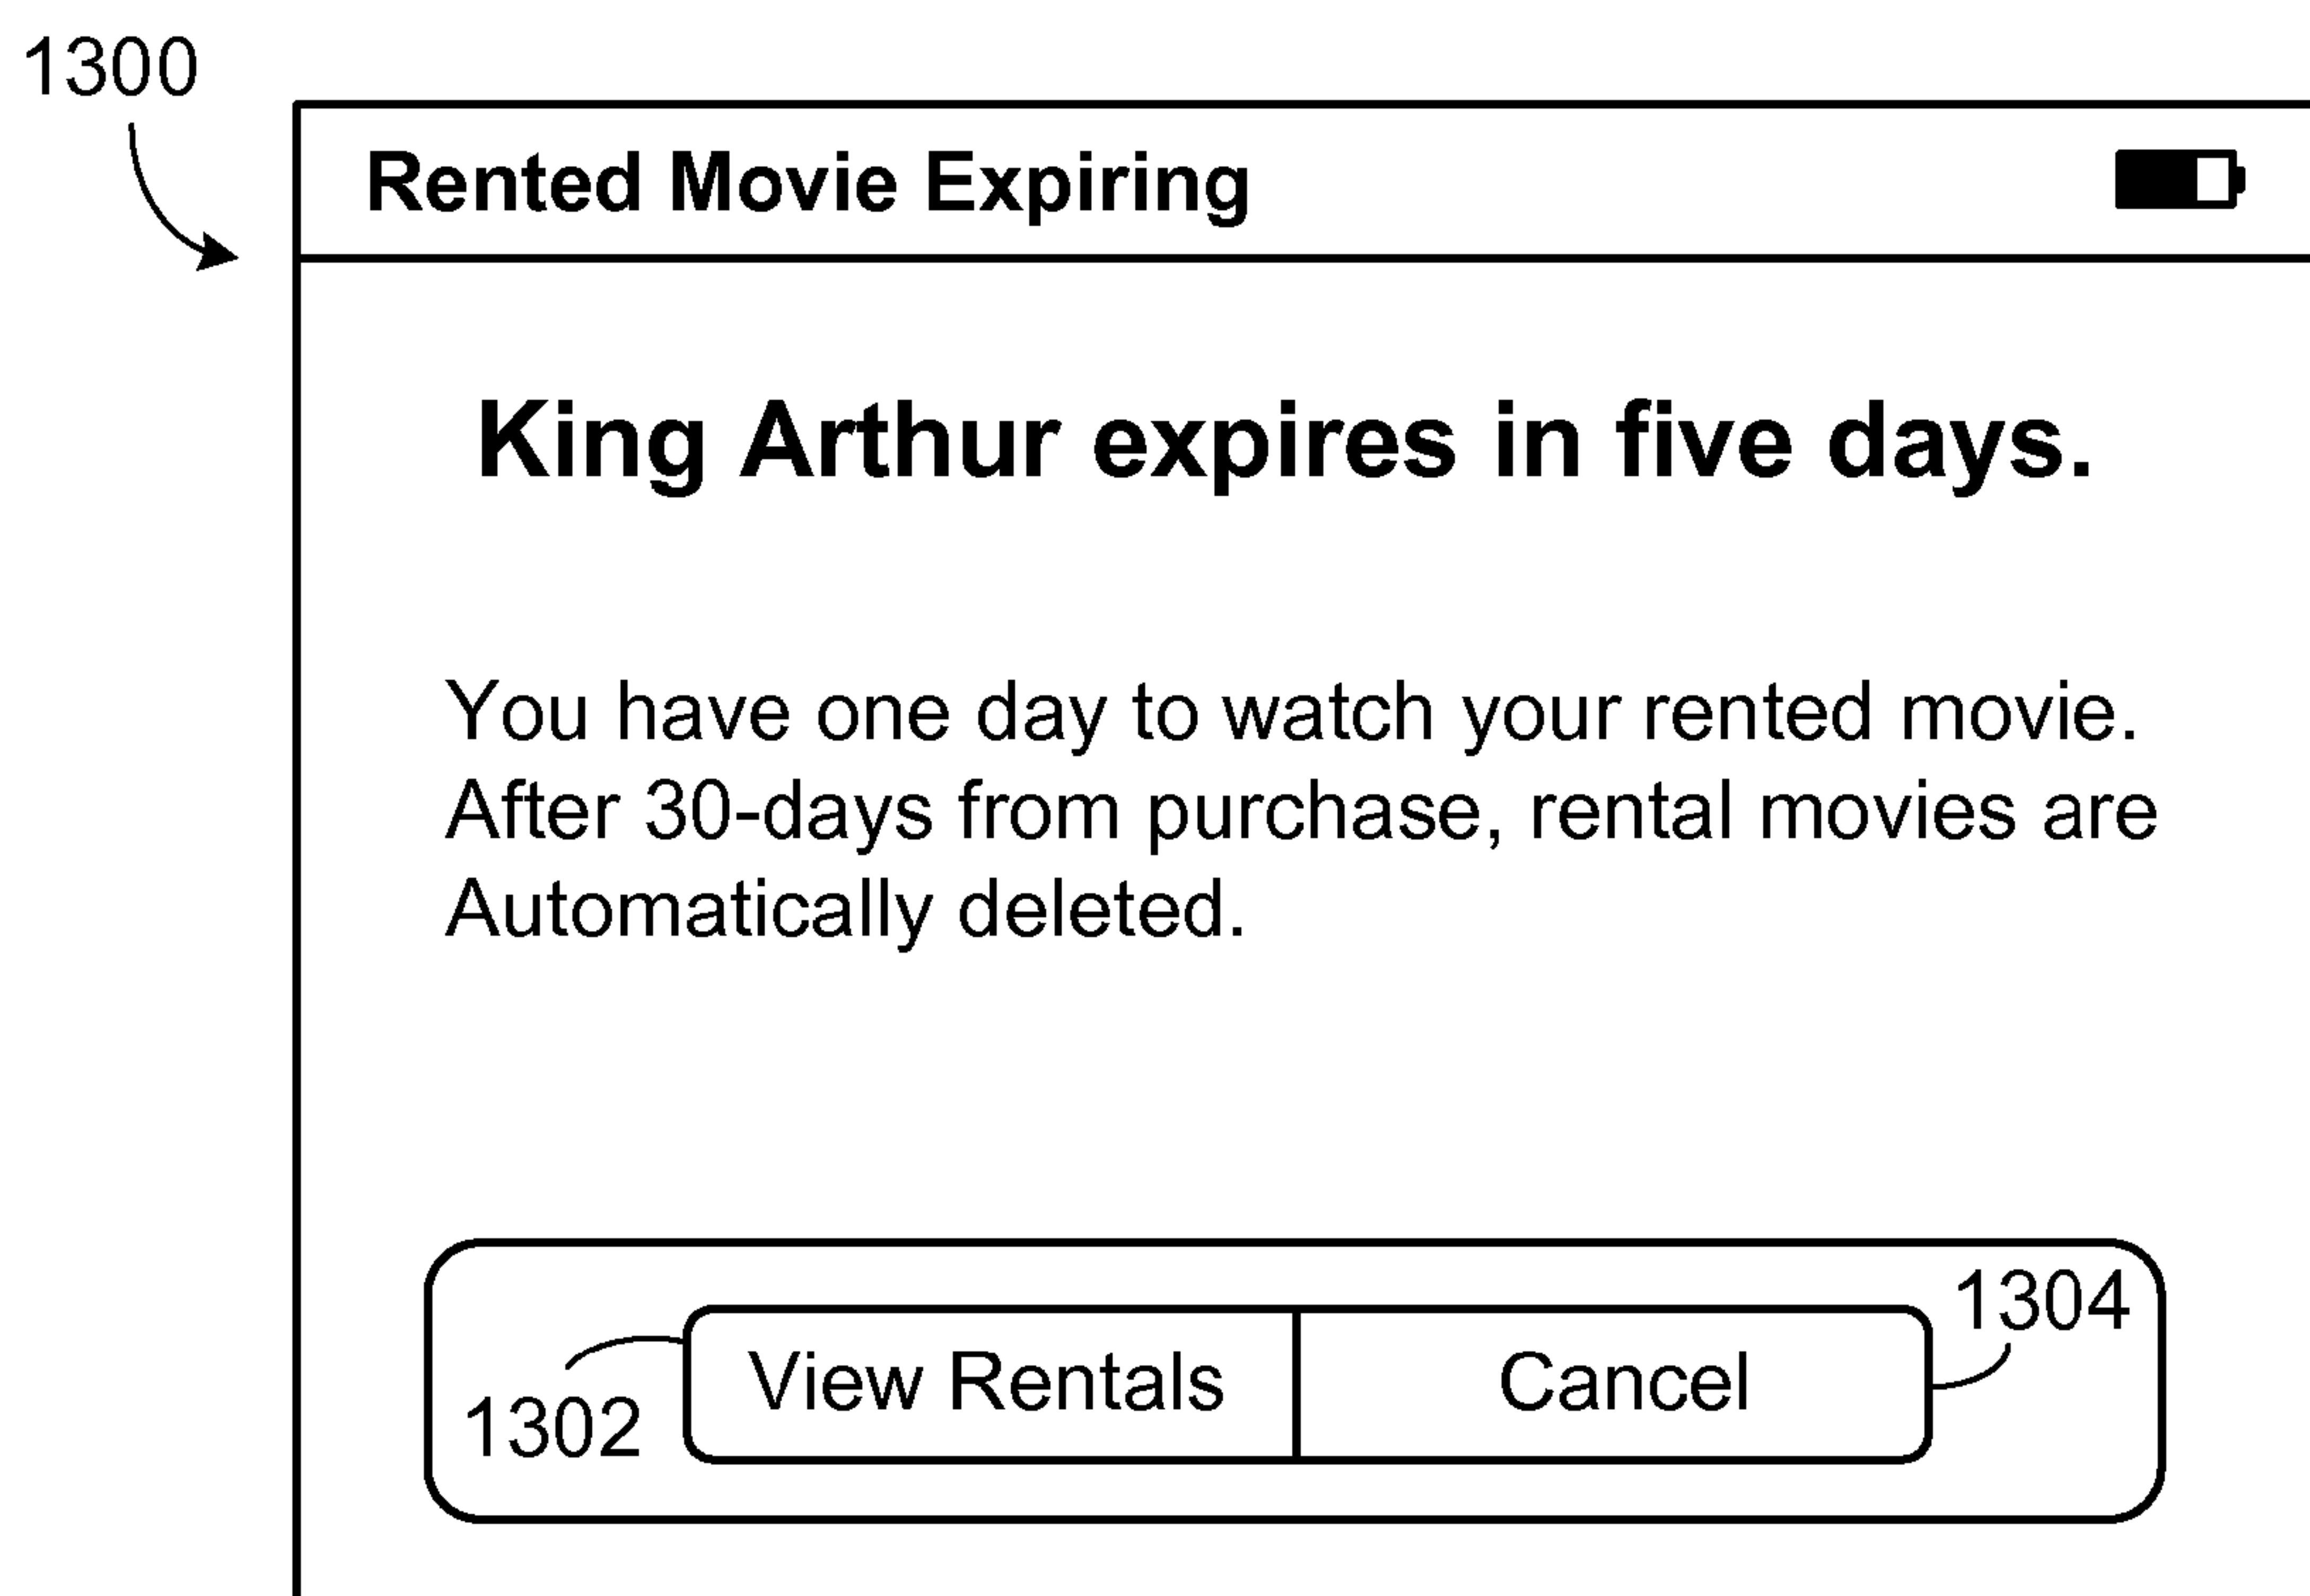 1300
Rented Movie Expiring
King Arthur expires in five days.
You have one day to watch your rented movie.
After 30-days from purchase, rental movies are
Automatically deleted.
1304
View Rentals Cancel
1302